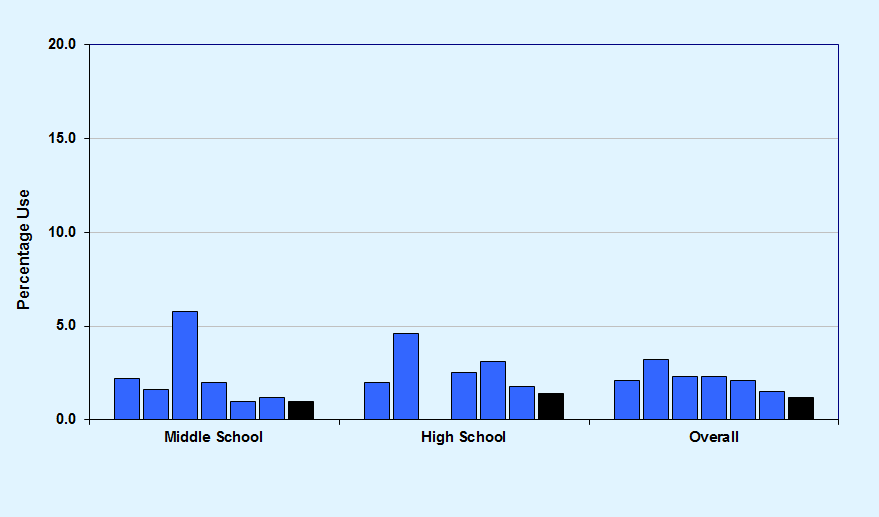 20.0
15.0
10.0
5.0
0.0
Percentage Use
Middle School
High School
Overall